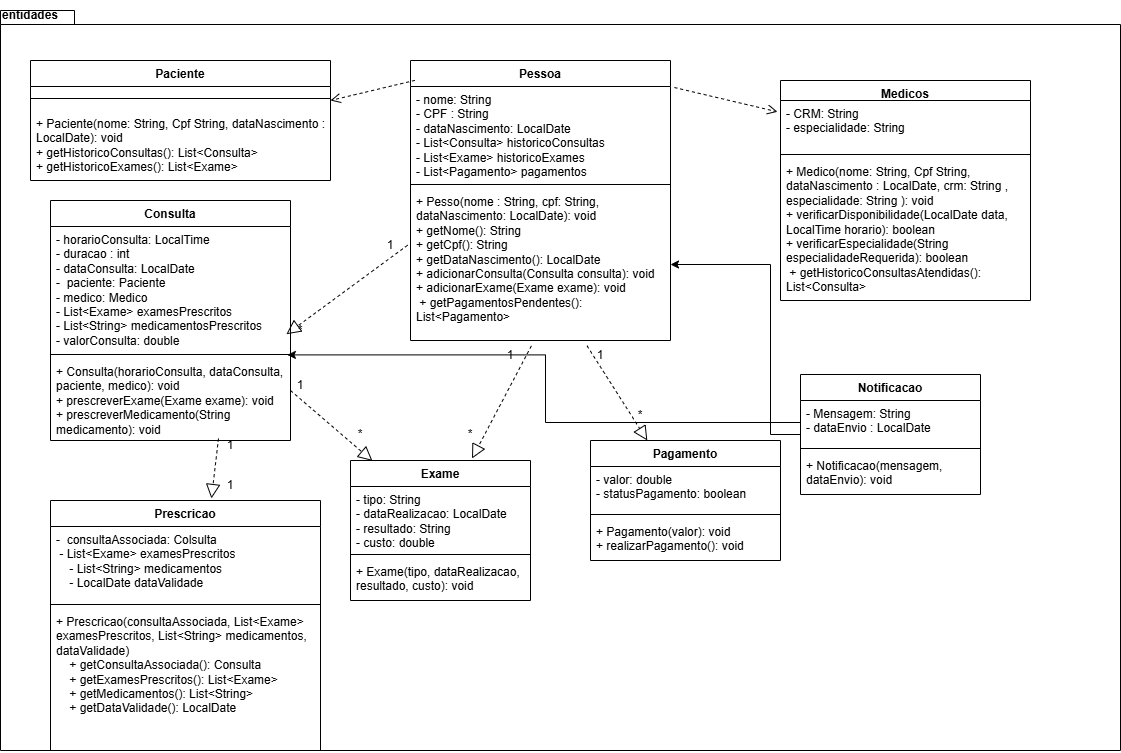 entidades
Paciente
+ Paciente(nome: String, Cpf String, dataNascimento :
LocalDate): void
+ getHistoricoConsultas(): List<Consulta>
+ getHistoricoExames(): List<Exame>
Pessoa
- nome: String
- CPF : String
- dataNascimento: LocalDate
- List<Consulta> historicoConsultas
- List<Exame> historicoExames
- List<Pagamento> pagamentos
+ Pesso(nome : String, cpf: String,
dataNascimento: LocalDate): void
+ getNome(): String
+ getCpf(): String
+ getDataNascimento(): LocalDate
+ adicionarConsulta(Consulta consulta): void
+ adicionarExame(Exame exame): void
+ getPagamentosPendentes():
List<Pagamento>
Medicos
- CRM: String
- especialidade: String
+ Medico(nome: String, Cpf String,
dataNascimento : LocalDate, crm: String ,
especialidade: String ): void
+ verificarDisponibilidade(LocalDate data,
LocalTime horario): boolean
+ verificarEspecialidade(String
especialidadeRequerida): boolean
+ getHistoricoConsultasAtendidas():
List<Consulta>
Consulta
- horarioConsulta: LocalTime
- duracao : int
- dataConsulta: LocalDate
- paciente: Paciente
- medico: Medico
- List<Exame> examesPrescritos
- List<String> medicamentosPrescritos
- valorConsulta: double
+ Consulta(horarioConsulta, dataConsulta,
paciente, medico): void
+ prescreverExame(Exame exame): void
+ prescreverMedicamento(String
medicamento): void
1
*
1
1
1
*
*
*
1
1
Notificacao
- Mensagem: String
- dataEnvio : LocalDate
+ Notificacao(mensagem,
dataEnvio): void
Pagamento
- valor: double
- statusPagamento: boolean
+ Pagamento(valor): void
+ realizarPagamento(): void
Exame
- tipo: String
- dataRealizacao: LocalDate
- resultado: String
- custo: double
+ Exame(tipo, dataRealizacao,
resultado, custo): void
Prescricao
- consultaAssociada: Colsulta
- List<Exame> examesPrescritos
- List<String> medicamentos
- LocalDate dataValidade
+ Prescricao(consultaAssociada, List<Exame>
examesPrescritos, List<String> medicamentos,
dataValidade)
+ getConsultaAssociada(): Consulta
+ getExamesPrescritos(): List<Exame>
+ getMedicamentos(): List<String>
+ getDataValidade(): LocalDate